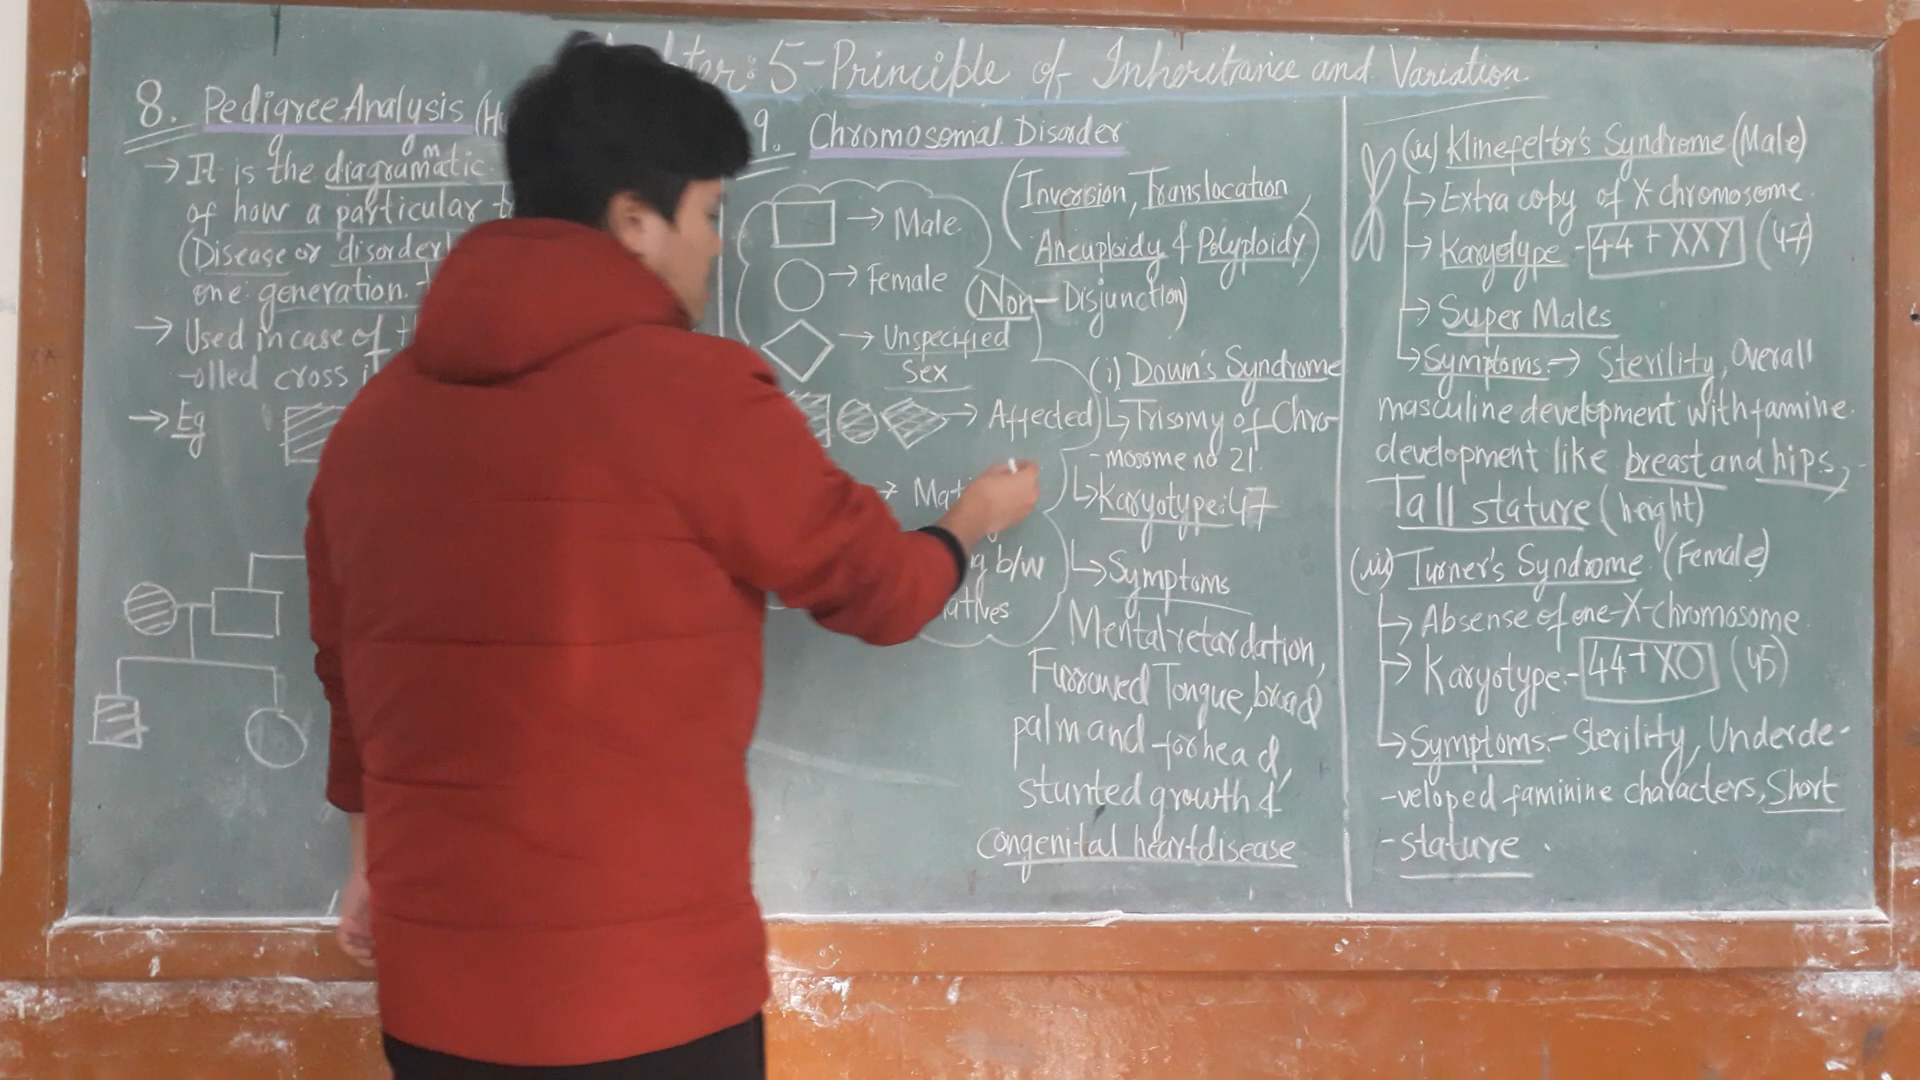 :5-Principle of Inheritance and Variation.
8. Pedigree Analysis (H
→ It is the diagramatic
m
of how a particular
(Disease or disorder
one generation.
→ Used in case of
-olled cross
→ Eg
9. Chromosomal Disorder
(Inversion, Translocation,
Aneuploidy & Polyploidy)
(Non-Disjunction)
→ Male
→ Female
→ Unspecified
Sex
→ Affected
→ Mat
b/w
(i) Down's Syndrome
↳ Trisomy of Chro-
-mosome no. 21.
↳ Karyotype: 47
↳ Symptoms
Mental retardation,
Furrowed Tongue, broad
palm and forhead,
stunted growth &
congenital heart disease
(ii) Klinefeltor's Syndrome (Male)
→ Extra copy of X-chromosome.
→ Karyotype - 44 + XXY (47)
→ Super Males
↳ Symptoms:→ Sterility, Overall
masculine development with famine
development like breast and hips,
Tall stature (height)
(iii) Turner's Syndrome (Female)
→ Absense of one-X-chromosome.
→ Karyotype:- 44+XO (45)
→ Symptoms:- Sterility, Underde-
-veloped faminine characters, Short
-stature.